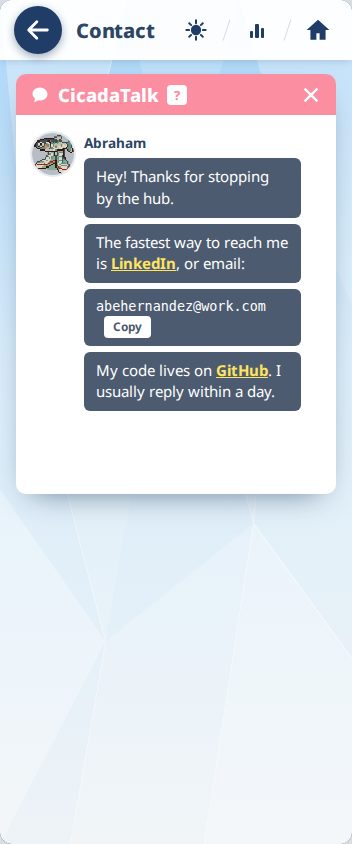 Contact
CicadaTalk ?
Abraham
Hey! Thanks for stopping
by the hub.
The fastest way to reach me
is LinkedIn, or email:
abehernandez@work.com
Copy
My code lives on GitHub. I
usually reply within a day.